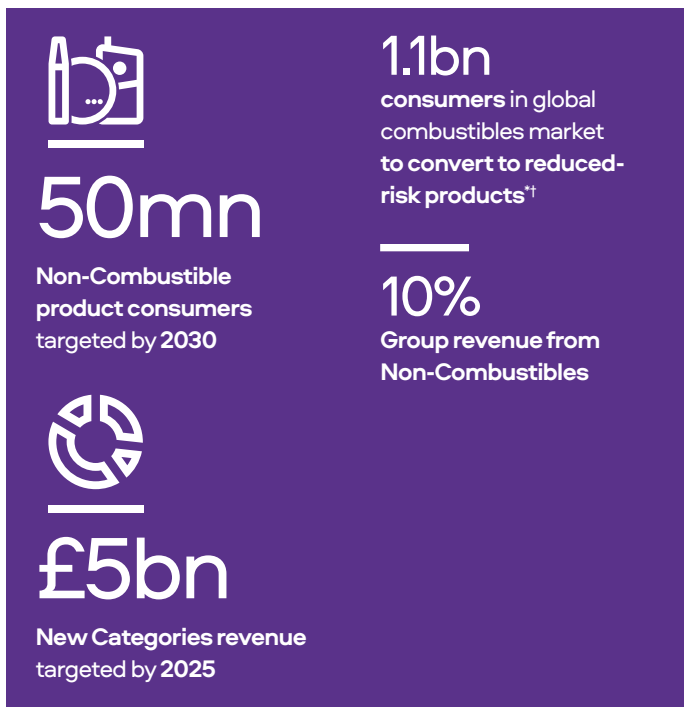 50mn
Non-Combustible
product consumers
targeted by 2030
£5bn
New Categories revenue
targeted by 2025
1.1bn
consumers in global
combustibles market
to convert to reduced-
risk products*†
10%
Group revenue from
Non-Combustibles